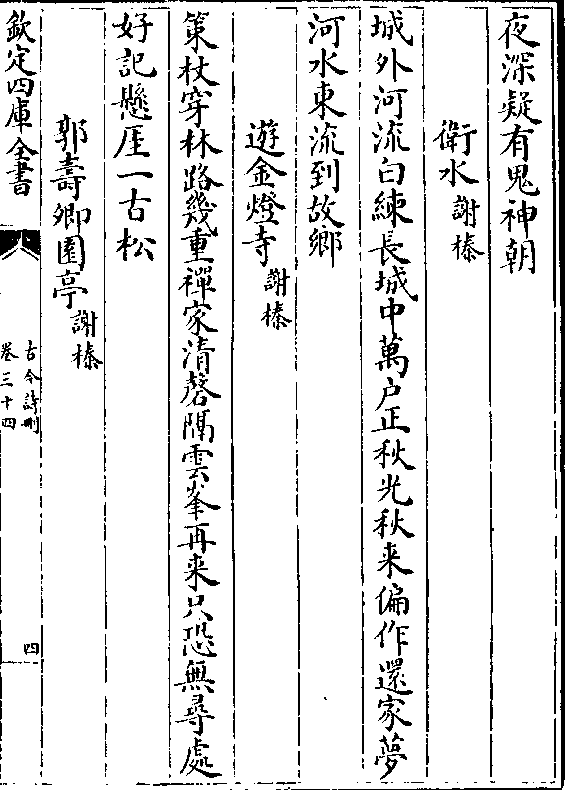 夜深疑有鬼神朝
衛水謝榛
城外河流白練長城中萬户正秋光秋来偏作還家夢
河水東流到故鄉
遊金燈寺謝榛
策杖穿林路幾重禪家清磬隔雲峯再来只恐無尋處
好記懸厓一古松
郭壽卿園亭謝榛
欽定四庫全書
古今詩刪
卷三十四
四